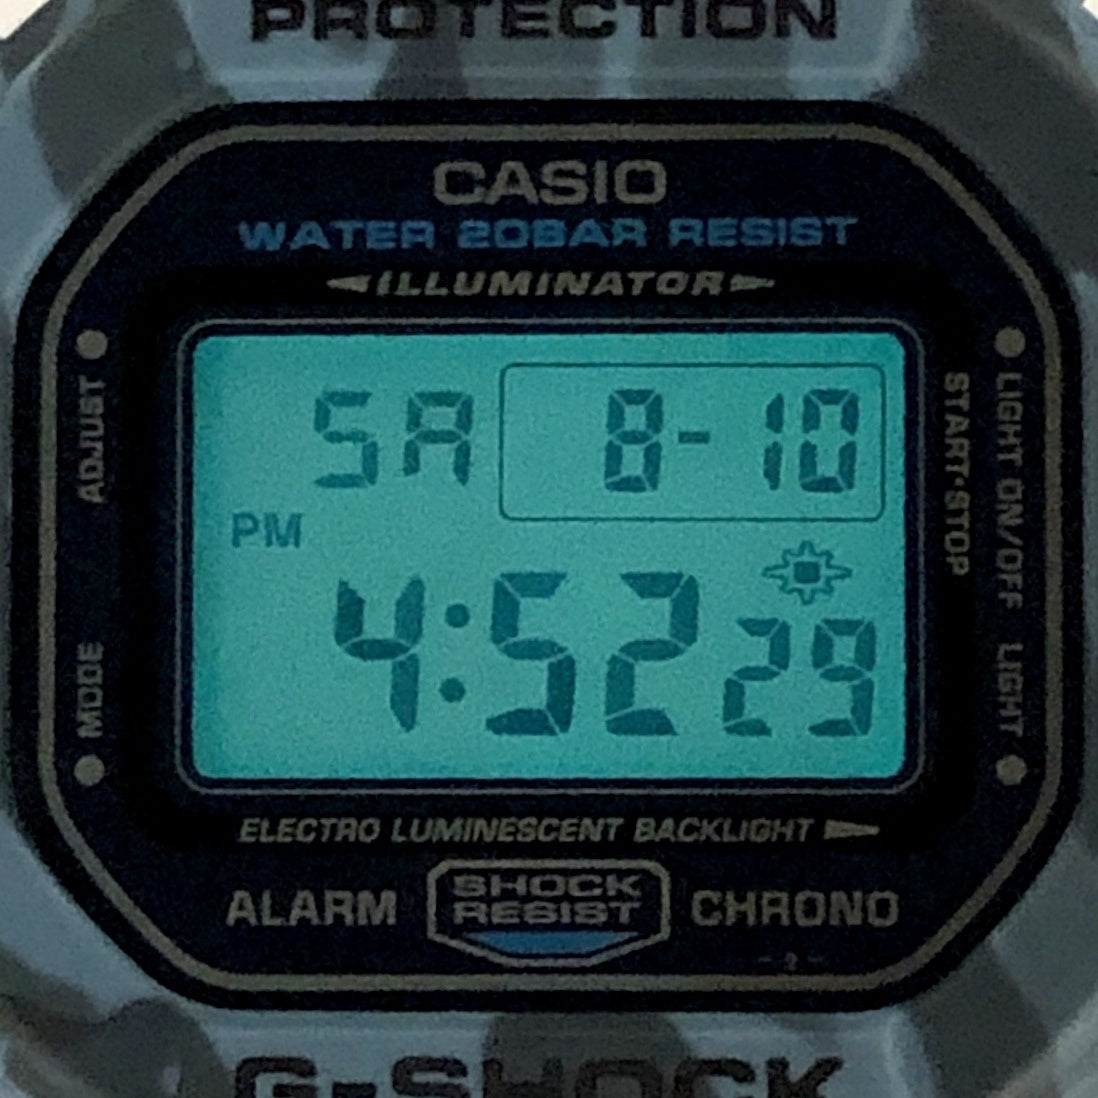 PROTECTION
CASIO
WATER 20BAR RESIST
ILLUMINATOR
ADJUST
MODE
SA 8-10
PM
4:52 29
START·STOP
LIGHT ON/OFF LIGHT
ELECTRO LUMINESCENT BACKLIGHT
ALARM
SHOCK
RESIST
CHRONO
G-SHOCK